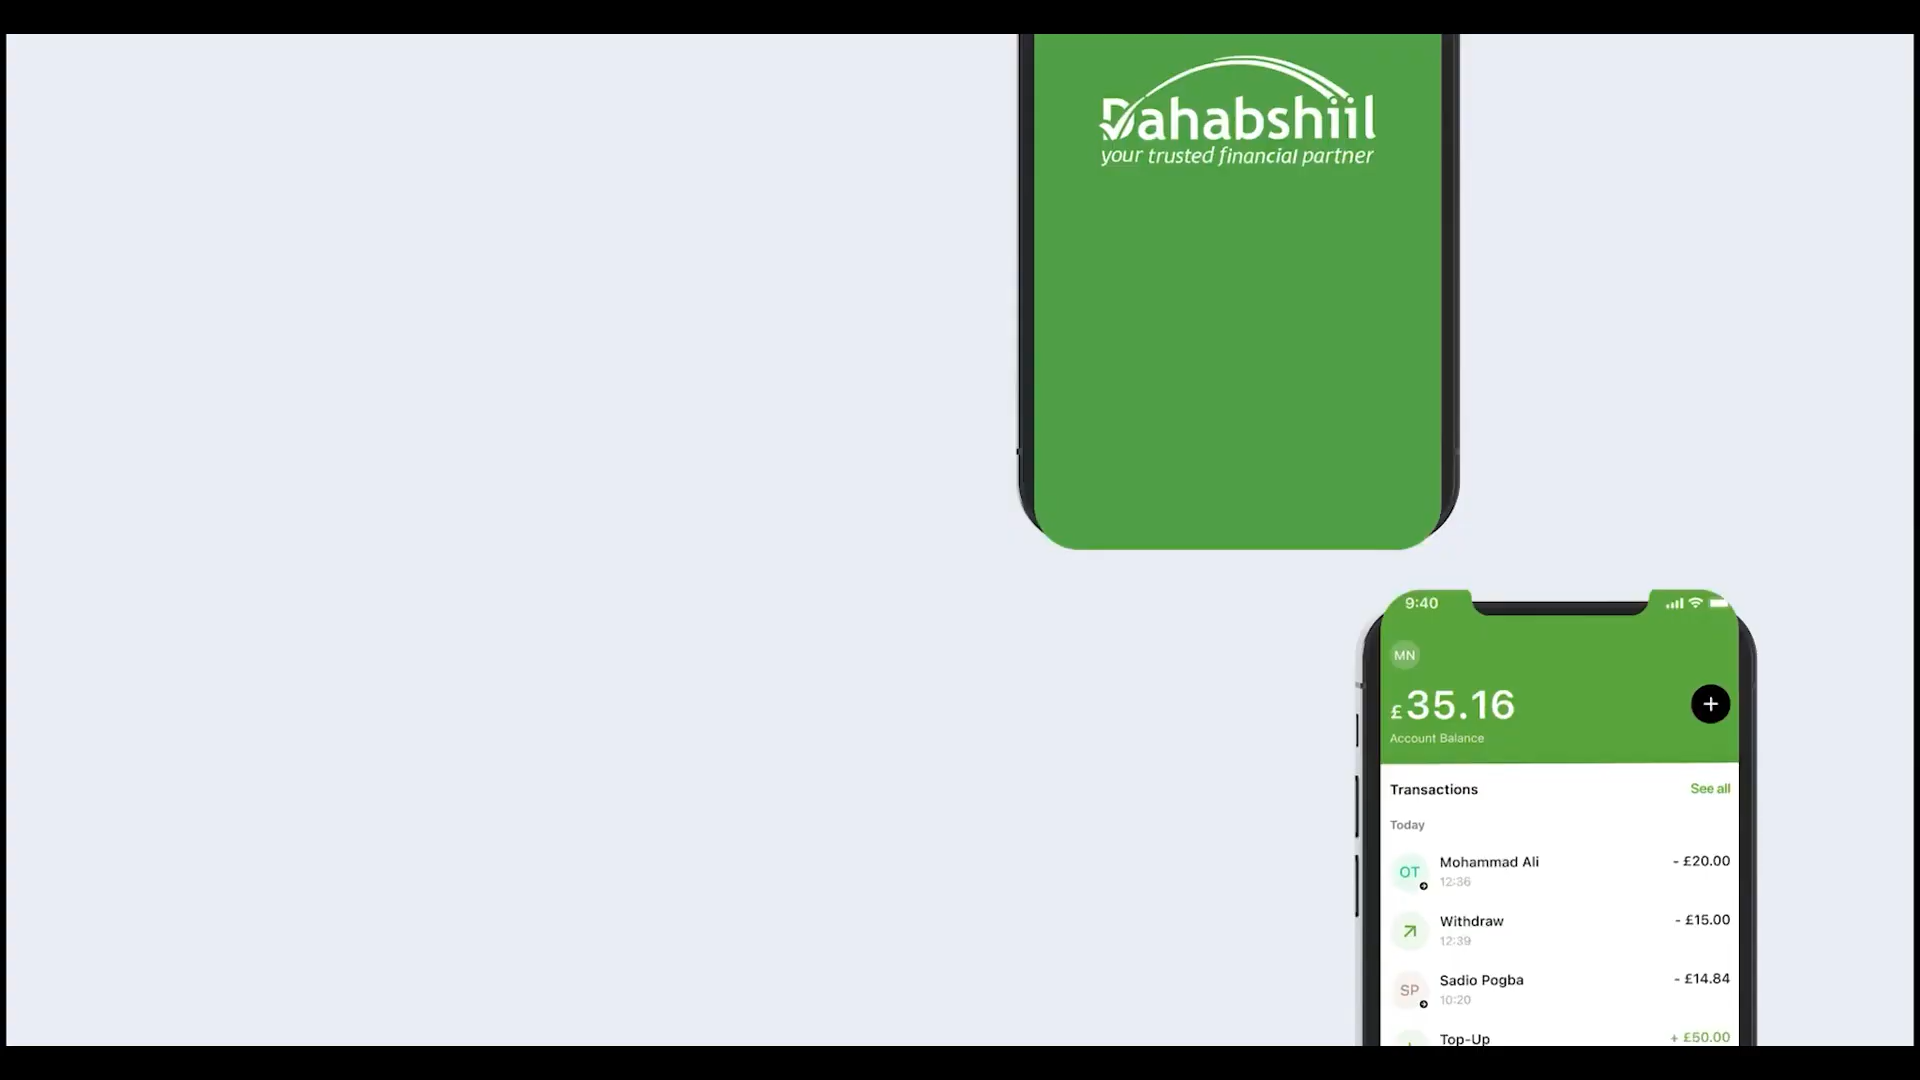 Dahabshiil
your trusted financial partner
9:40
MN
£35.16
+
Account Balance
Transactions
See all
Today
OT
Mohammad Ali
- £20.00
12:36
Withdraw
- £15.00
12:39
SP
Sadio Pogba
- £14.84
10:20
Top-Up
+ £50.00